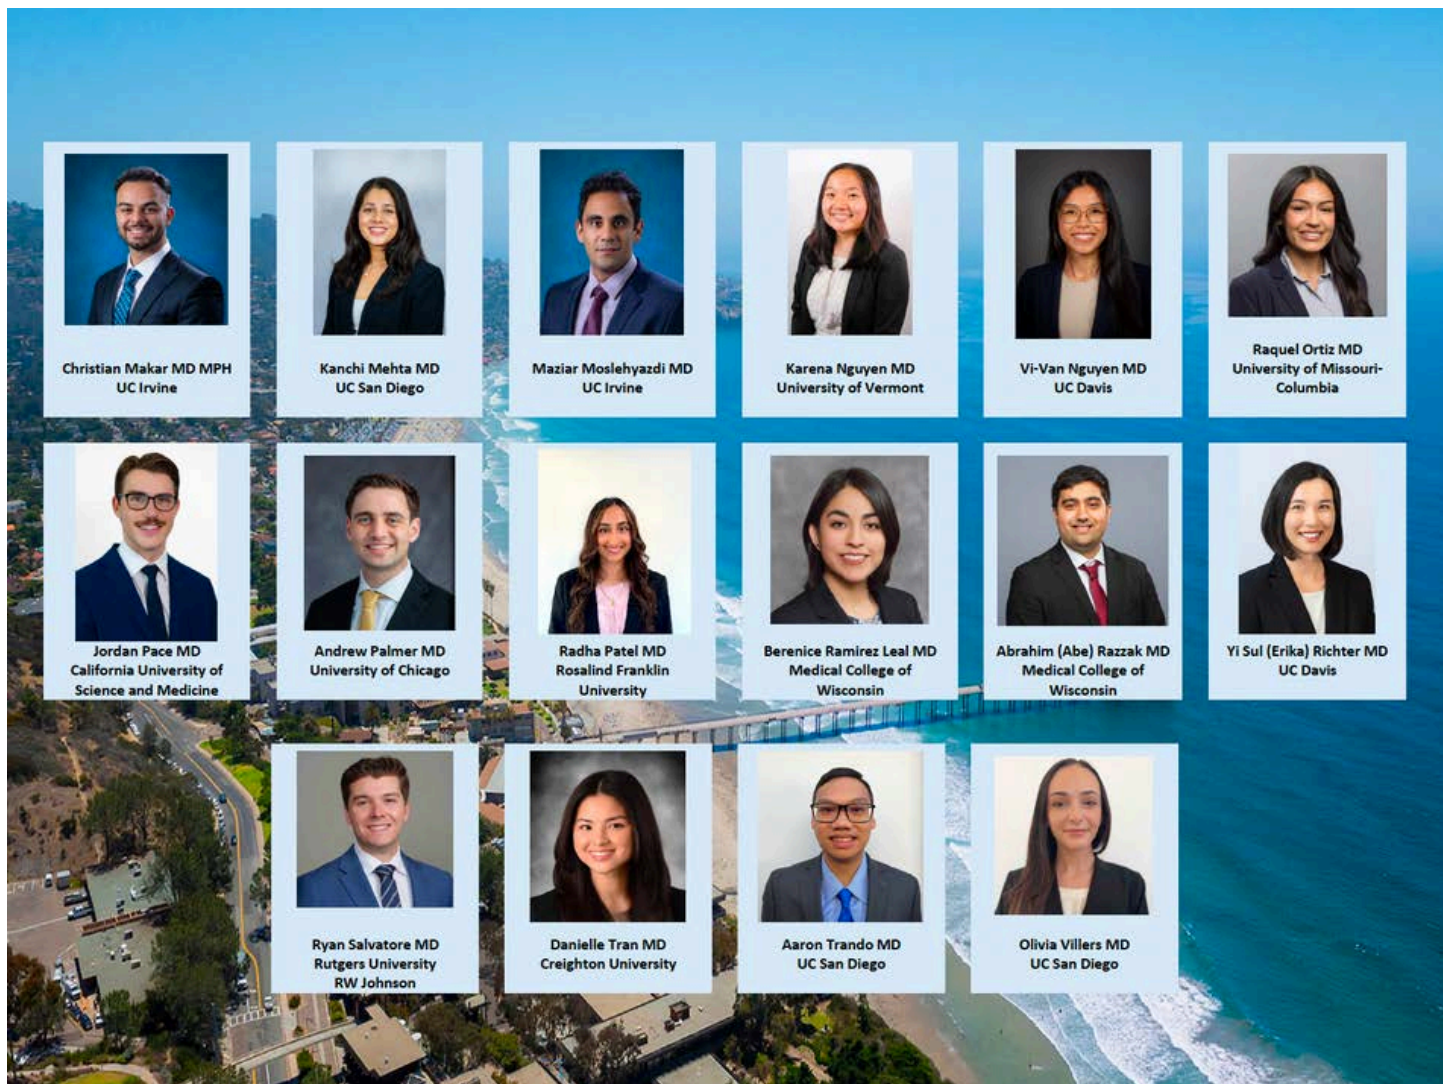 Christian Makar MD MPH
UC Irvine
Kanchi Mehta MD
UC San Diego
Maziar Moslehyazdi MD
UC Irvine
Karena Nguyen MD
University of Vermont
Vi-Van Nguyen MD
UC Davis
Raquel Ortiz MD
University of Missouri-
Columbia
Jordan Pace MD
California University of
Science and Medicine
Andrew Palmer MD
University of Chicago
Radha Patel MD
Rosalind Franklin
University
Berenice Ramirez Leal MD
Medical College of
Wisconsin
Abrahim (Abe) Razzak MD
Medical College of
Wisconsin
Yi Sul (Erika) Richter MD
UC Davis
Ryan Salvatore MD
Rutgers University
RW Johnson
Danielle Tran MD
Creighton University
Aaron Trando MD
UC San Diego
Olivia Villers MD
UC San Diego